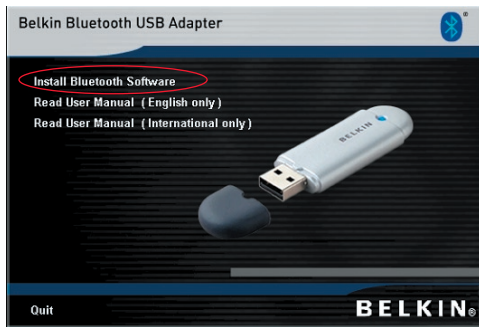 Belkin Bluetooth USB Adapter
®
Install Bluetooth Software
Read User Manual ( English only )
Read User Manual ( International only )
BELKIN
Quit
BELKIN®